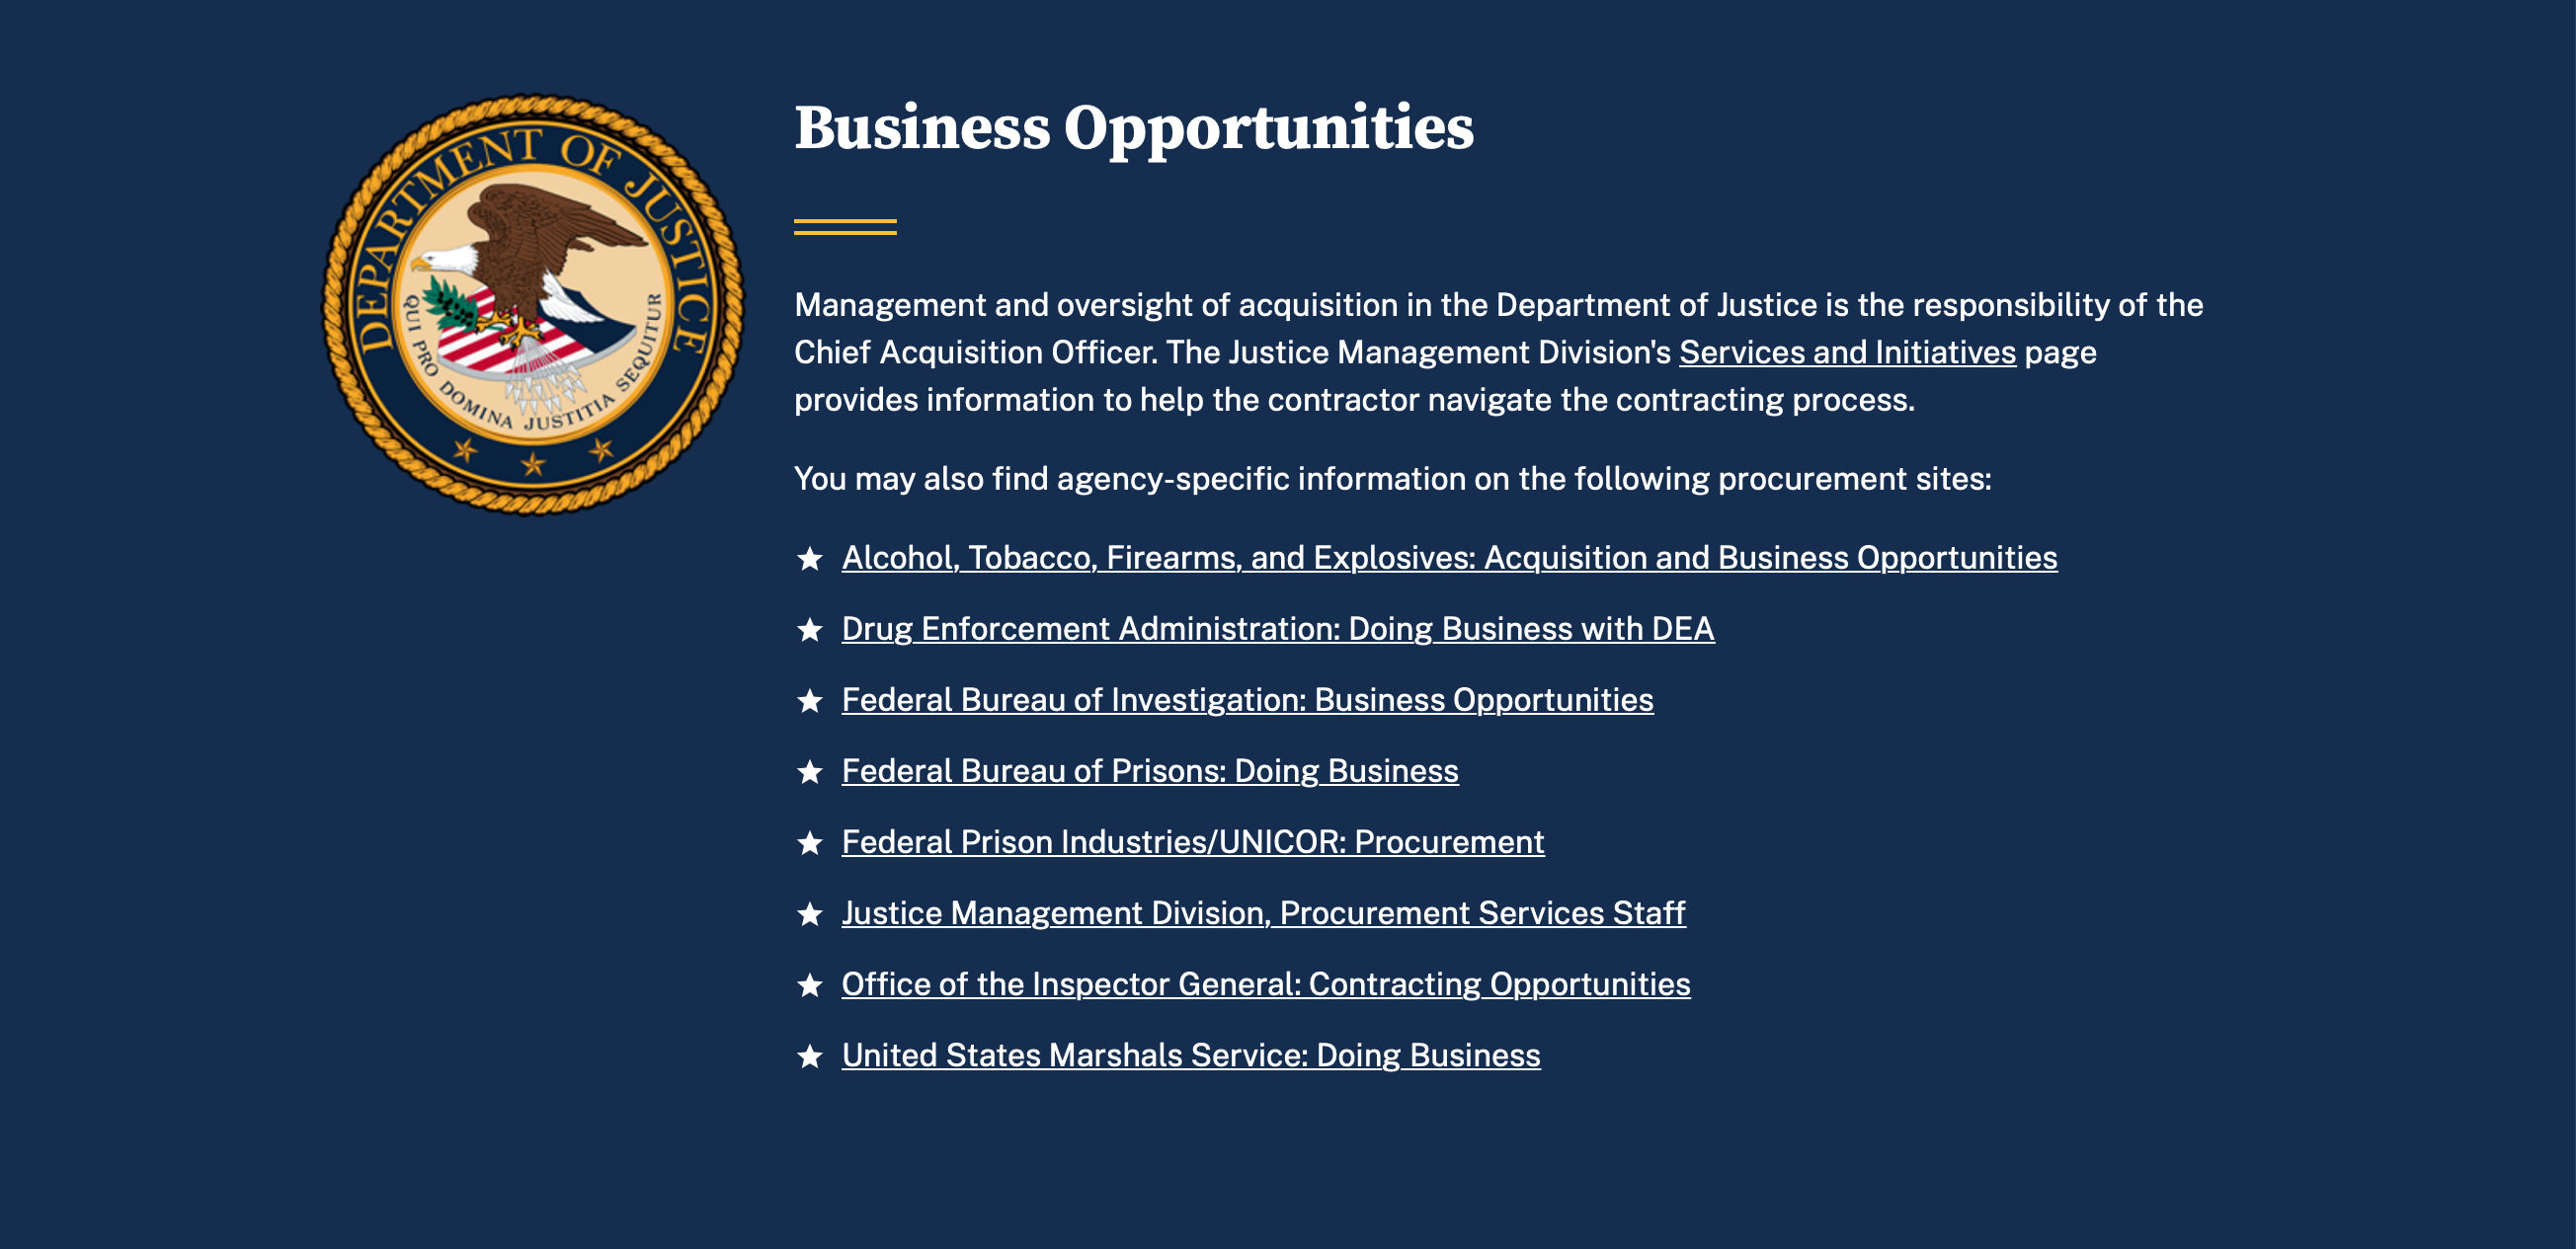 DEPARTMENT OF JUSTICE
QUI PRO DOMINA JUSTITIA SEQUITUR
Business Opportunities
Management and oversight of acquisition in the Department of Justice is the responsibility of the
Chief Acquisition Officer. The Justice Management Division's Services and Initiatives page
provides information to help the contractor navigate the contracting process.
You may also find agency-specific information on the following procurement sites:
Alcohol, Tobacco, Firearms, and Explosives: Acquisition and Business Opportunities
Drug Enforcement Administration: Doing Business with DEA
Federal Bureau of Investigation: Business Opportunities
Federal Bureau of Prisons: Doing Business
Federal Prison Industries/UNICOR: Procurement
Justice Management Division, Procurement Services Staff
Office of the Inspector General: Contracting Opportunities
United States Marshals Service: Doing Business